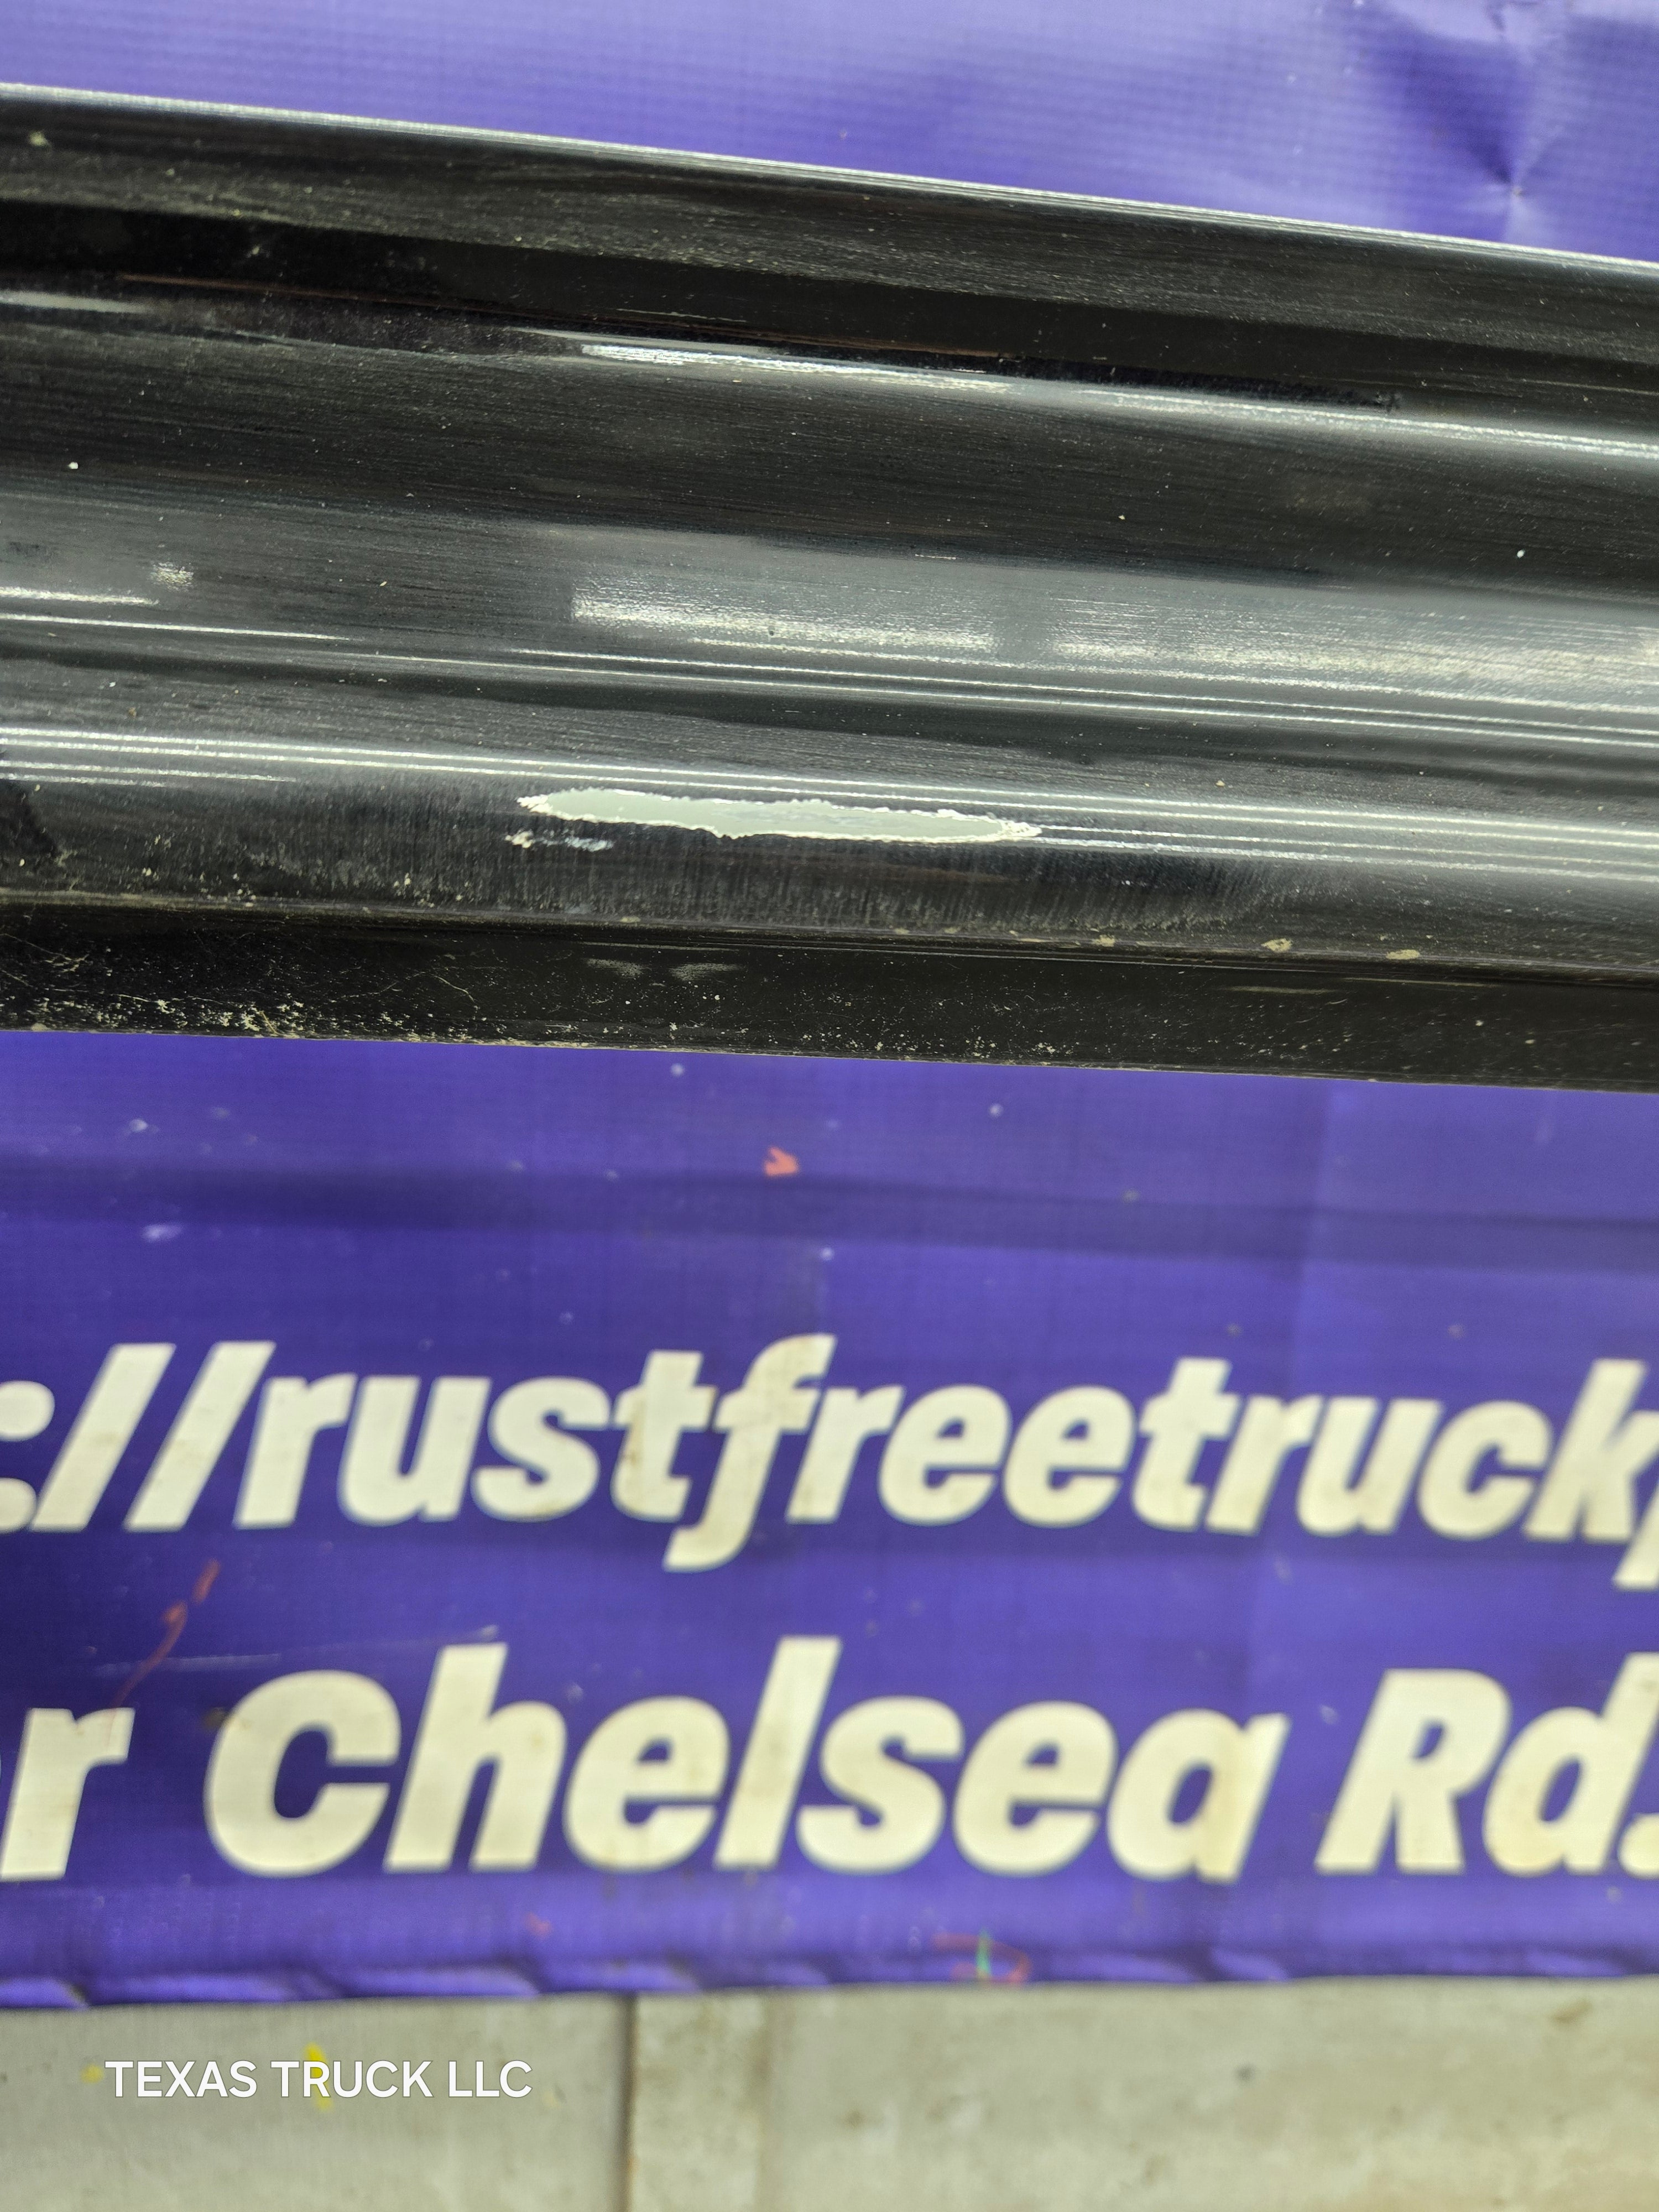 ://rustfreetruck
r Chelsea Rd.
TEXAS TRUCK LLC